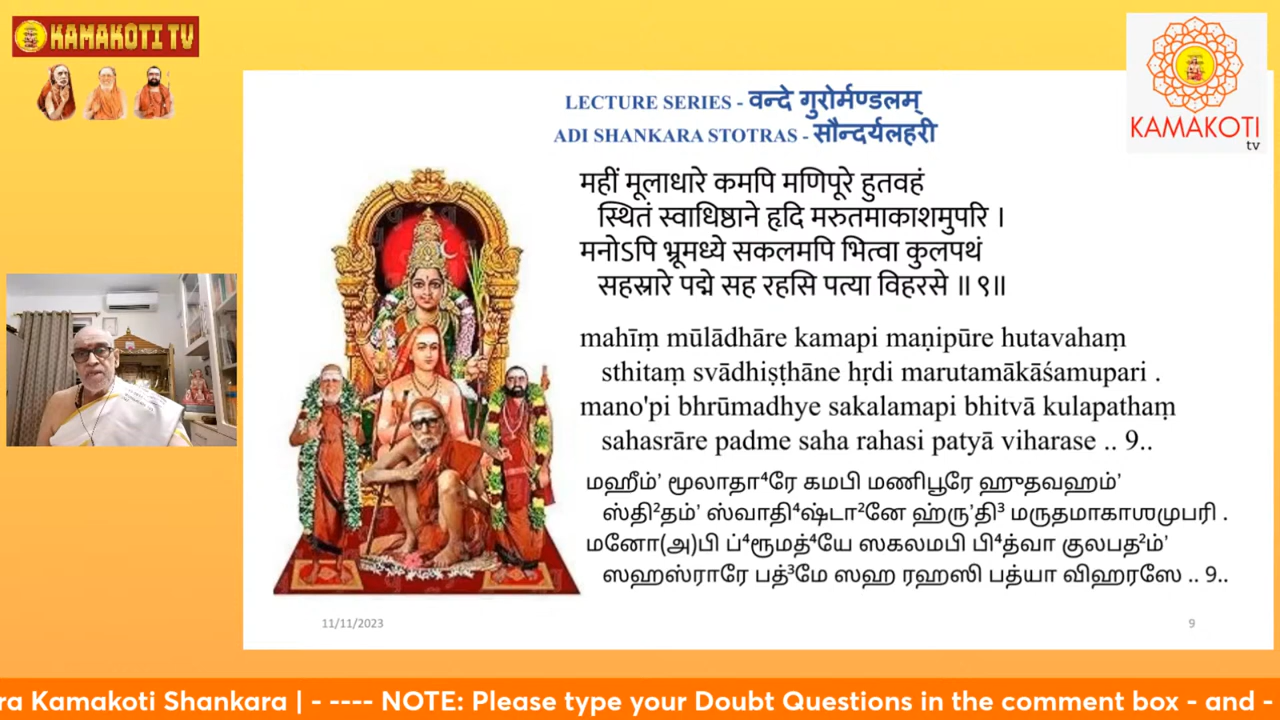 KAMAKOTI TV
KAMAKOTI
tv
LECTURE SERIES - वन्दे गुरोर्मण्डलम्
ADI SHANKARA STOTRAS - सौन्दर्यलहरी
महीं मूलाधारे कमपि मणिपूरे हुतवहं
स्थितं स्वाधिष्ठाने हृदि मरुतमाकाशमुपरि ।
मनोऽपि भ्रूमध्ये सकलमपि भित्वा कुलपथं
सहस्रारे पद्मे सह रहसि पत्या विहरसे ॥ ९॥
mahīṃ mūlādhāre kamapi maṇipūre hutavahaṃ
sthitaṃ svādhiṣṭhāne hṛdi marutamākāśamupari .
mano'pi bhrūmadhye sakalamapi bhitvā kulapathaṃ
sahasrāre padme saha rahasi patyā viharase .. 9..
மஹீம்ʼ மூலாதா⁴ரே கமபி மணிபூரே ஹுதவஹம்ʼ
ஸ்தி²தம்ʼ ஸ்வாதி⁴ஷ்டா²னே ஹ்ருʼதி³ மருதமாகாஶமுபரி .
மனோ(அ)பி ப்⁴ரூமத்⁴யே ஸகலமபி பி⁴த்வா குலபத²ம்ʼ
ஸஹஸ்ராரே பத்³மே ஸஹ ரஹஸி பத்யா விஹரஸே .. 9..
11/11/2023
9
ra Kamakoti Shankara | - ---- NOTE: Please type your Doubt Questions in the comment box - and -